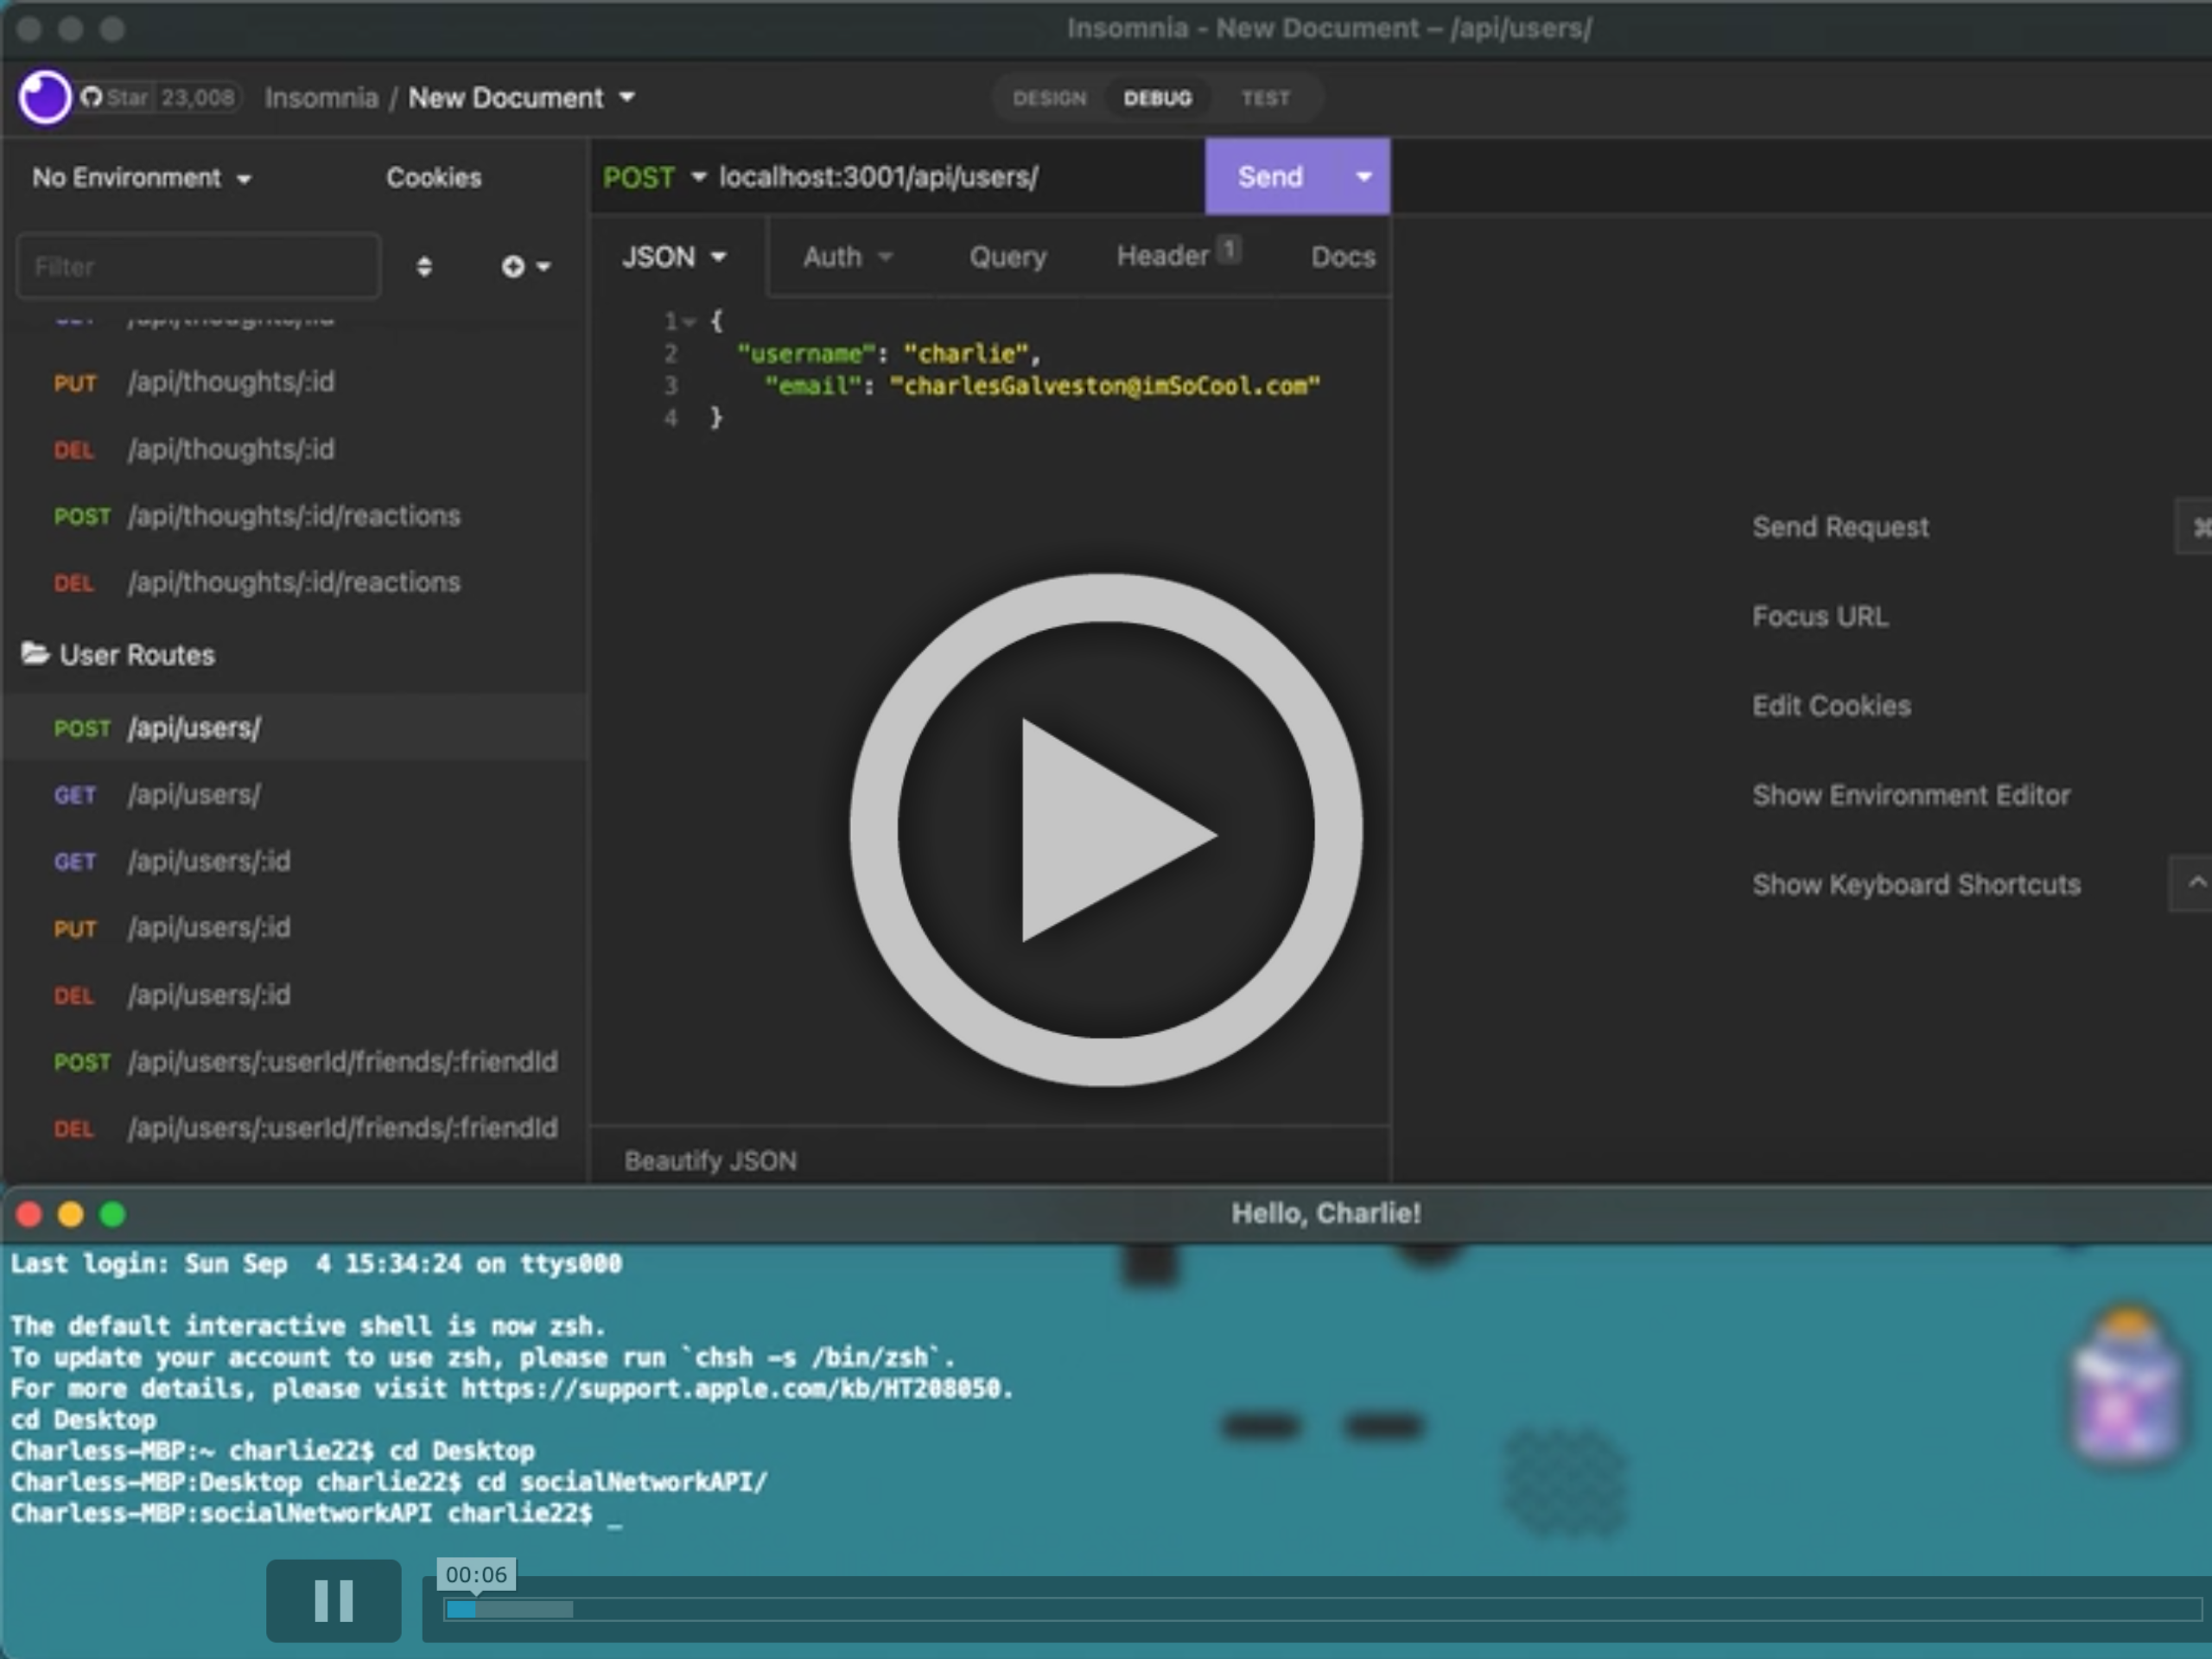 Insomnia - New Document – /api/users/
Star 23,008 Insomnia / New Document DESIGN DEBUG TEST
No Environment Cookies POST localhost:3001/api/users/ Send
Filter JSON Auth Query Header 1 Docs
1 {
2 "username": "charlie",
3 "email": "charlesGalveston@imSoCool.com"
4 }
GET /api/thoughts/:id
PUT /api/thoughts/:id
DEL /api/thoughts/:id
POST /api/thoughts/:id/reactions
DEL /api/thoughts/:id/reactions
User Routes
POST /api/users/
GET /api/users/
GET /api/users/:id
PUT /api/users/:id
DEL /api/users/:id
POST /api/users/:userId/friends/:friendId
DEL /api/users/:userId/friends/:friendId
Send Request ⌘
Focus URL
Edit Cookies
Show Environment Editor
Show Keyboard Shortcuts ^
Beautify JSON
Hello, Charlie!
Last login: Sun Sep  4 15:34:24 on ttys000
The default interactive shell is now zsh.
To update your account to use zsh, please run `chsh -s /bin/zsh`.
For more details, please visit https://support.apple.com/kb/HT208050.
cd Desktop
Charless-MBP:~ charlie22$ cd Desktop
Charless-MBP:Desktop charlie22$ cd socialNetworkAPI/
Charless-MBP:socialNetworkAPI charlie22$ _
00:06